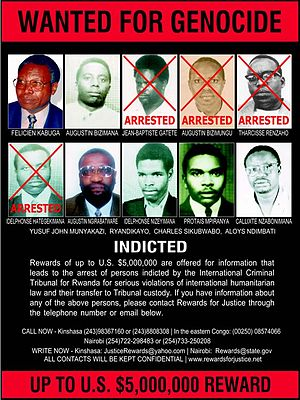 WANTED FOR GENOCIDE
ARRESTED ARRESTED ARRESTED
FELICIEN KABUGA AUGUSTIN BIZIMANA JEAN-BAPTISTE GATETE AUGUSTIN BIZIMUNGU THARCISSE RENZAHO
ARRESTED
IDELPHONSE HATEGEKIMANA AUGUSTIN NGIRABATWARE IDELPHONSE NIZEYIMANA PROTAIS MPIRANYA CALLIXTE NZABONIMANA
YUSUF JOHN MUNYAKAZI, RYANDIKAYO, CHARLES SIKUBWABO, ALOYS NDIMBATI
INDICTED
Rewards of up to U.S. $5,000,000 are offered for information that
leads to the arrest of persons indicted by the International Criminal
Tribunal for Rwanda for serious violations of international humanitarian
law and their transfer to Tribunal custody. If you have information about
any of the above persons, please contact Rewards for Justice through
the telephone number or email below.
CALL NOW - Kinshasa (243)98367160 or (243)8808308 | In the eastern Congo: (00250) 08574066
Nairobi (254)722-298483 or (254)733-250208
WRITE NOW - Kinshasa: JusticeRewards@yahoo.com | Nairobi: Rewards@state.gov
ALL CONTACTS WILL BE KEPT CONFIDENTIAL | www.rewardsforjustice.net
UP TO U.S. $5,000,000 REWARD